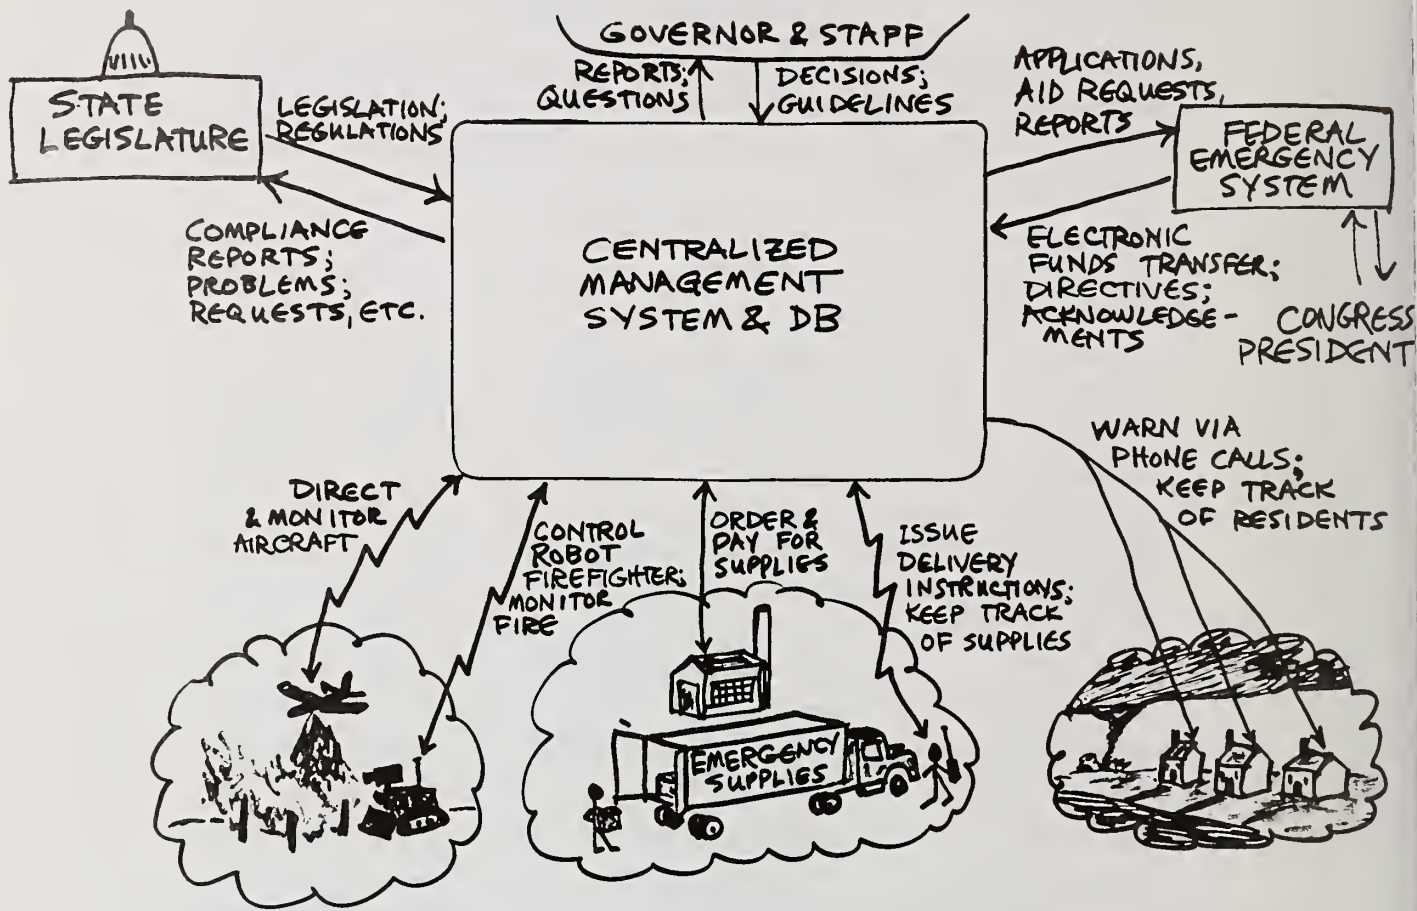 GOVERNOR & STAFF
STATE
LEGISLATURE
LEGISLATION;
REGULATIONS
REPORTS;
QUESTIONS
DECISIONS;
GUIDELINES
APPLICATIONS,
AID REQUESTS,
REPORTS
FEDERAL
EMERGENCY
SYSTEM
COMPLIANCE
REPORTS;
PROBLEMS;
REQUESTS, ETC.
CENTRALIZED
MANAGEMENT
SYSTEM & DB
ELECTRONIC
FUNDS TRANSFER;
DIRECTIVES;
ACKNOWLEDGE-
MENTS
CONGRESS
PRESIDENT
DIRECT
& MONITOR
AIRCRAFT
CONTROL
ROBOT
FIREFIGHTER;
MONITOR
FIRE
ORDER &
PAY FOR
SUPPLIES
ISSUE
DELIVERY
INSTRUCTIONS;
KEEP TRACK
OF SUPPLIES
WARN VIA
PHONE CALLS;
KEEP TRACK
OF RESIDENTS
EMERGENCY
SUPPLIES